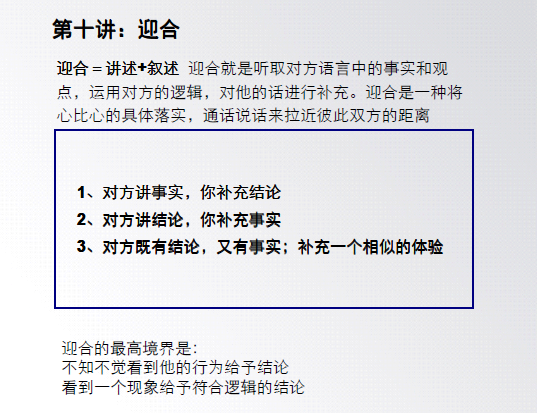 第十讲：迎合
迎合＝讲述+叙述  迎合就是听取对方语言中的事实和观
点，运用对方的逻辑，对他的话进行补充。迎合是一种将
心比心的具体落实，通话说话来拉近彼此双方的距离
1、对方讲事实，你补充结论
2、对方讲结论，你补充事实
3、对方既有结论，又有事实；补充一个相似的体验
迎合的最高境界是：
不知不觉看到他的行为给予结论
看到一个现象给予符合逻辑的结论